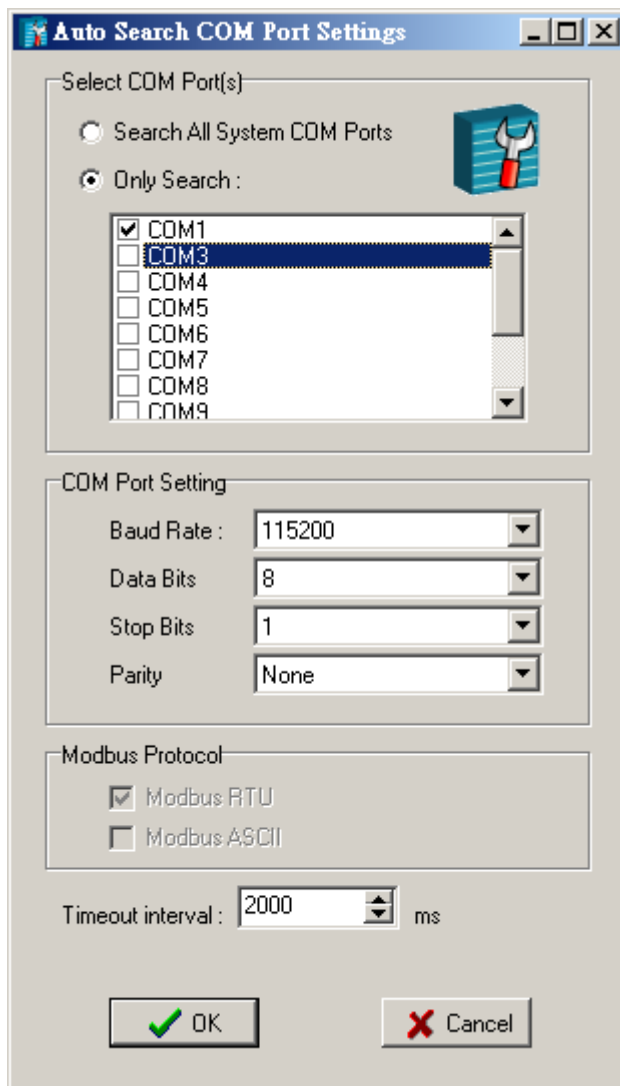 Auto Search COM Port Settings
Select COM Port(s)
Search All System COM Ports
Only Search :
COM1
COM3
COM4
COM5
COM6
COM7
COM8
COM9
COM Port Setting
Baud Rate : 115200
Data Bits 8
Stop Bits 1
Parity None
Modbus Protocol
Modbus RTU
Modbus ASCII
Timeout interval : 2000 ms
OK Cancel